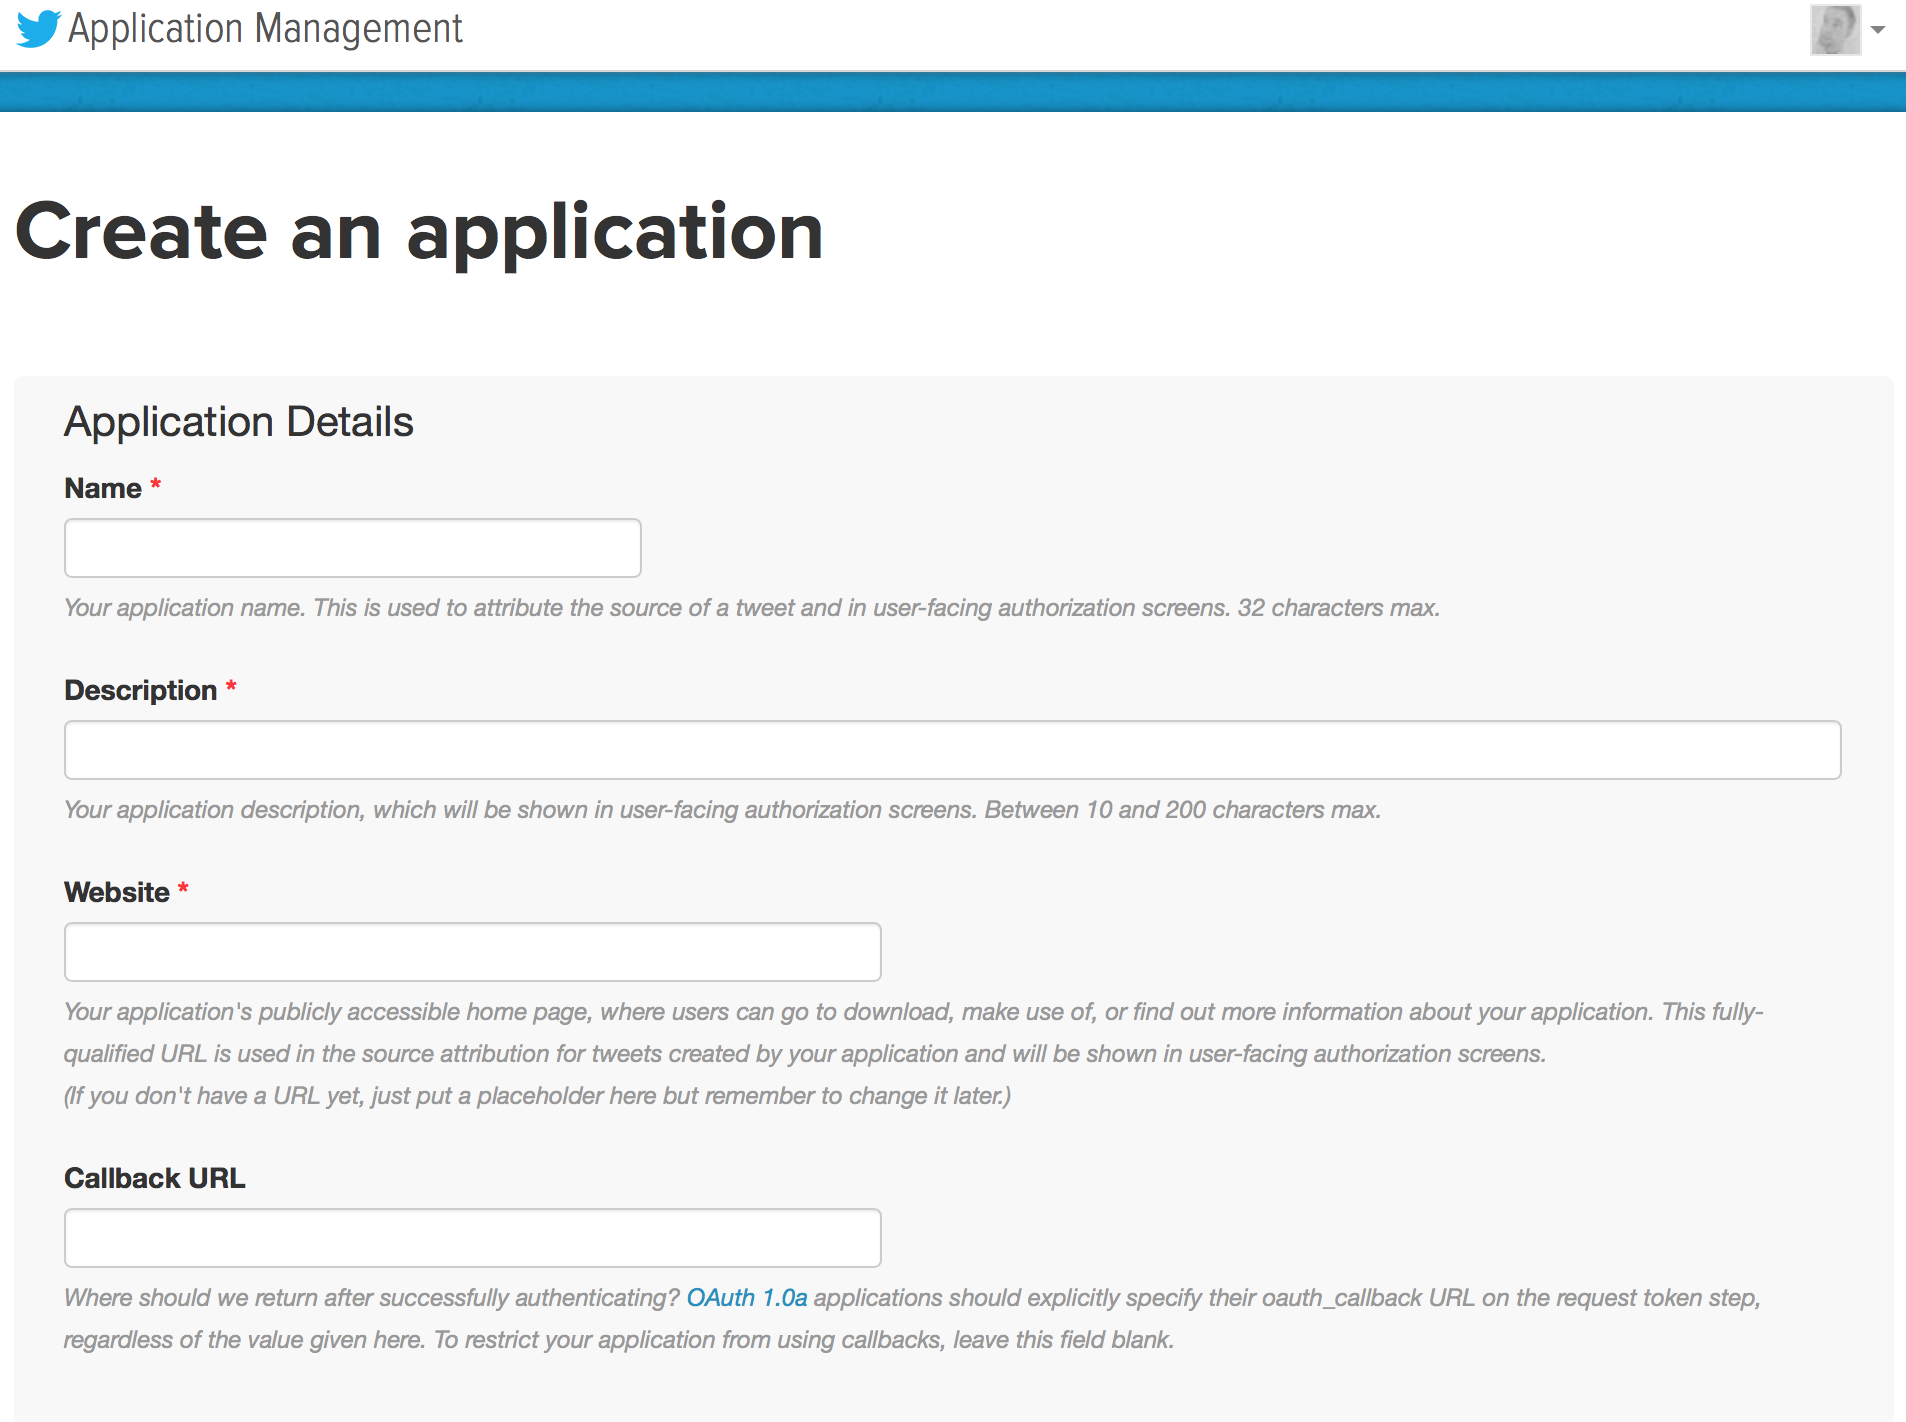 Application Management
Create an application
Application Details
Name *
Your application name. This is used to attribute the source of a tweet and in user-facing authorization screens. 32 characters max.
Description *
Your application description, which will be shown in user-facing authorization screens. Between 10 and 200 characters max.
Website *
Your application's publicly accessible home page, where users can go to download, make use of, or find out more information about your application. This fully-
qualified URL is used in the source attribution for tweets created by your application and will be shown in user-facing authorization screens.
(If you don't have a URL yet, just put a placeholder here but remember to change it later.)
Callback URL
Where should we return after successfully authenticating? OAuth 1.0a applications should explicitly specify their oauth_callback URL on the request token step,
regardless of the value given here. To restrict your application from using callbacks, leave this field blank.